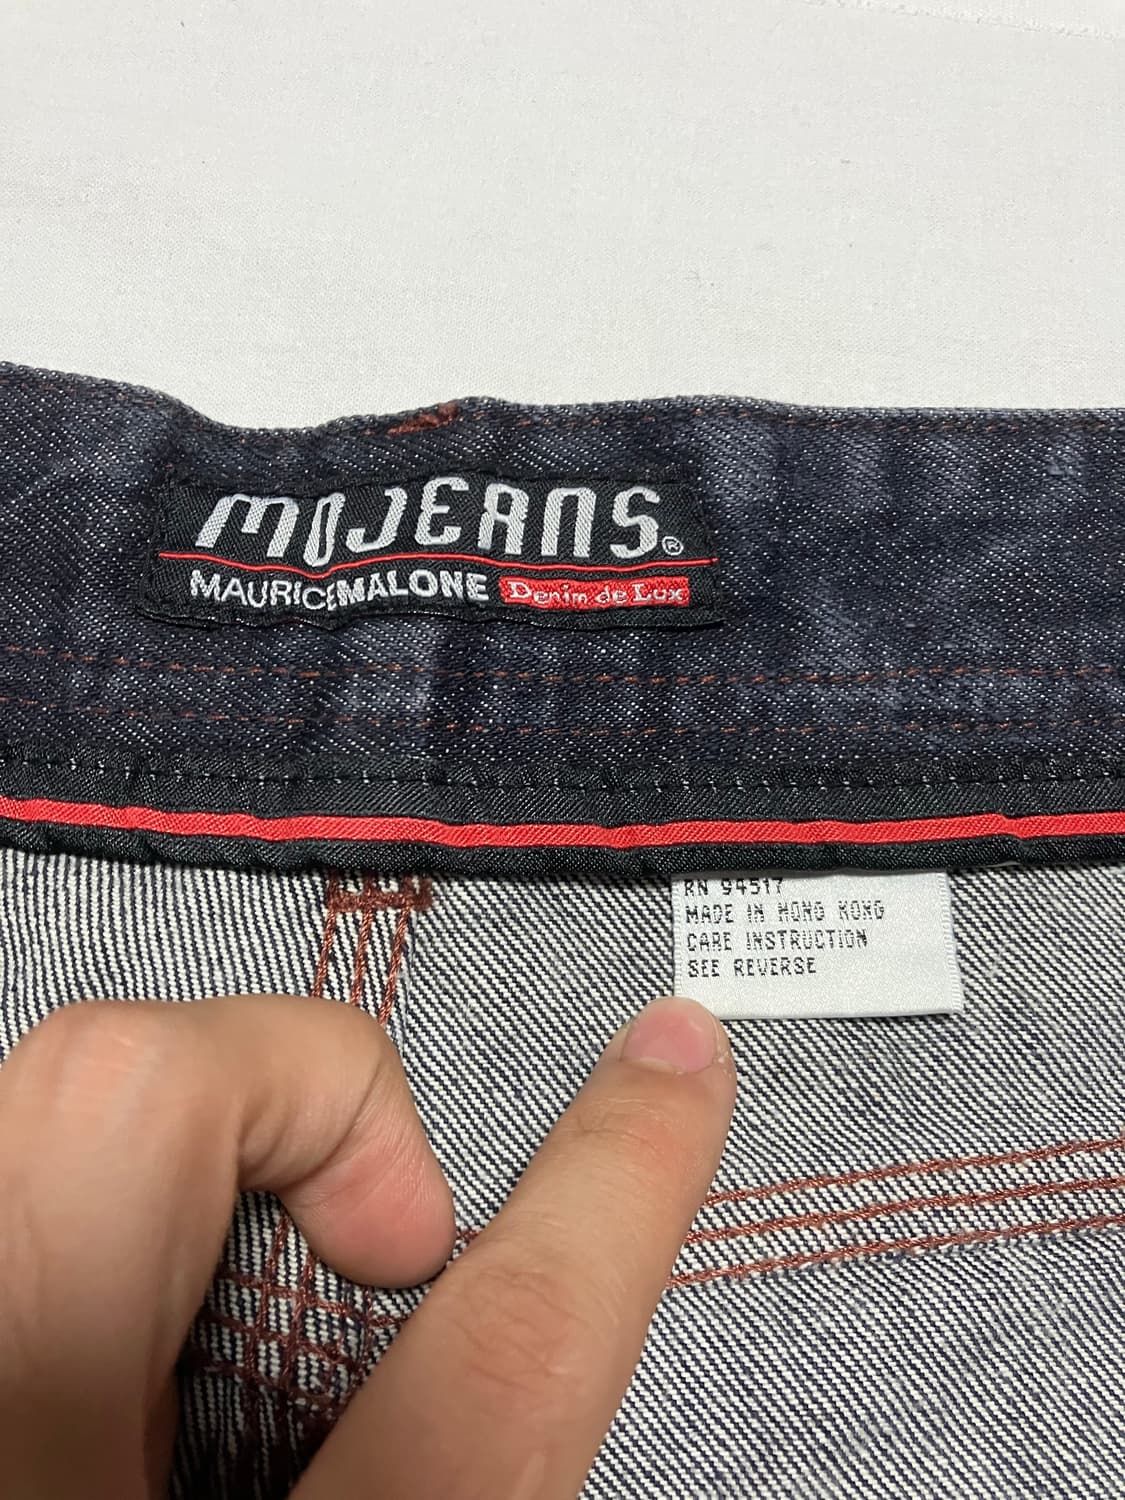 MOJEANS®
MAURICEMALONE Denim de Lux
RN 94517
MADE IN HONG KONG
CARE INSTRUCTION
SEE REVERSE